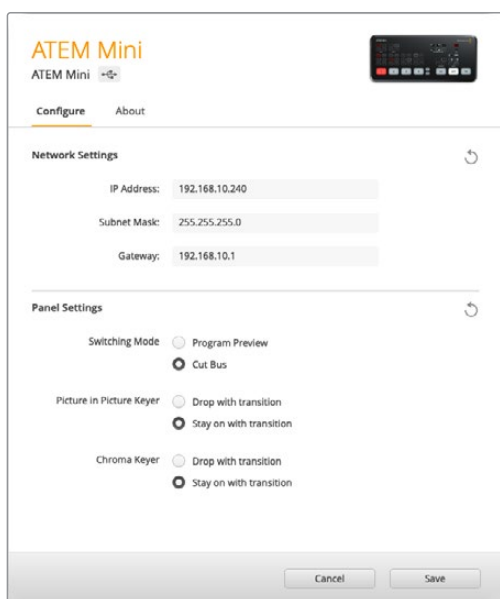 ATEM Mini
ATEM Mini
Configure About
Network Settings
IP Address: 192.168.10.240
Subnet Mask: 255.255.255.0
Gateway: 192.168.10.1
Panel Settings
Switching Mode Program Preview
Cut Bus
Picture in Picture Keyer Drop with transition
Stay on with transition
Chroma Keyer Drop with transition
Stay on with transition
Cancel Save